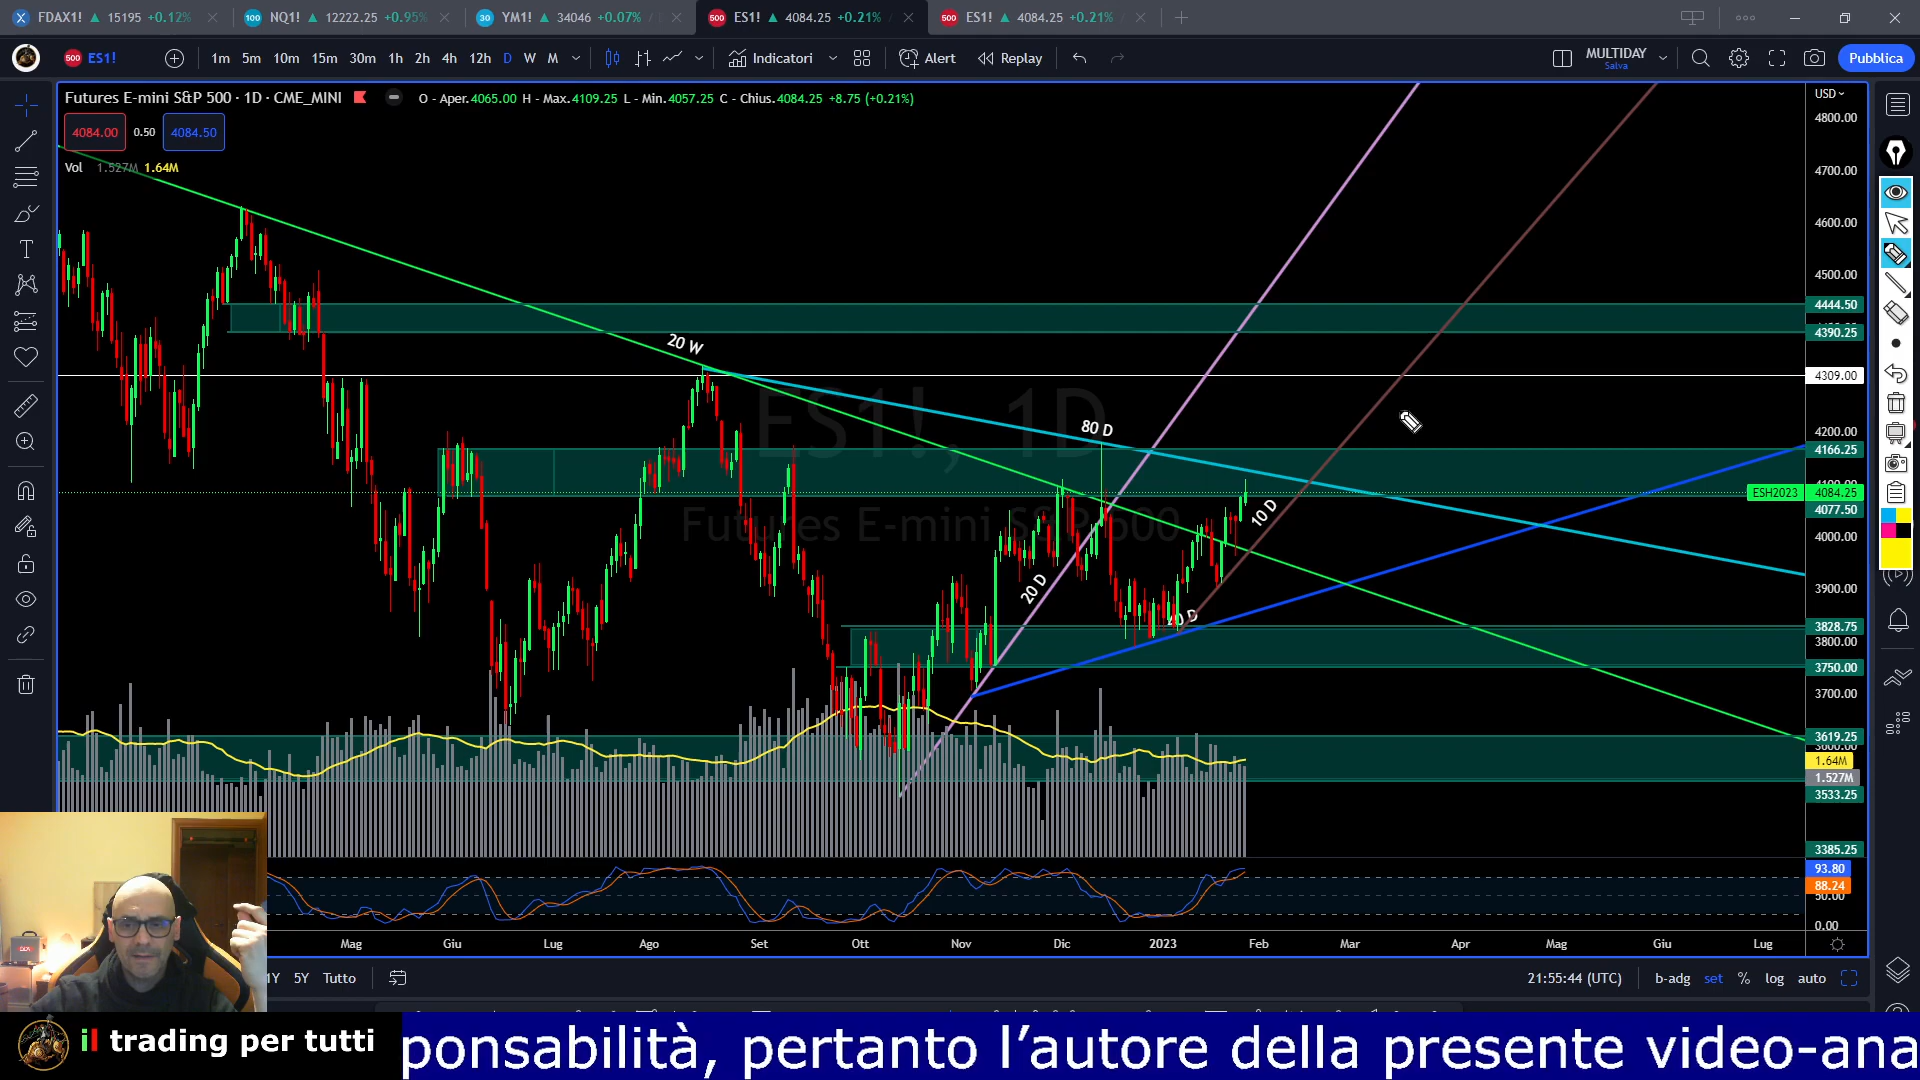 FDAX1! ▲ 15195 +0.12%
NQ1! ▲ 12222.25 +0.95%
YM1! ▲ 34046 +0.07%
ES1! ▲ 4084.25 +0.21%
ES1! ▲ 4084.25 +0.21%
ES1!
1m 5m 10m 15m 30m 1h 2h 4h 12h D W M
Indicatori
Alert
Replay
MULTIDAY
Salva
Pubblica
Futures E-mini S&P 500 · 1D · CME_MINI
O - Aper.4065.00 H - Max.4109.25 L - Min.4057.25 C - Chius.4084.25 +8.75 (+0.21%)
USD
4084.00 0.50 4084.50
Vol 1.527M 1.64M
ES1!, 1D
Futures E-mini S&P 500
20 W
80 D
20 D
10 D
4800.00
4700.00
4600.00
4500.00
4444.50
4390.25
4309.00
4200.00
4166.25
ESH2023 4084.25
4077.50
4000.00
3900.00
3828.75
3800.00
3750.00
3700.00
3619.25
1.64M
1.527M
3533.25
3385.25
93.80
88.24
50.00
0.00
Mag Giu Lug Ago Set Ott Nov Dic 2023 Feb Mar Apr Mag Giu Lug
1Y 5Y Tutto
21:55:44 (UTC)
b-adg set % log auto
il trading per tutti
ponsabilità, pertanto l’autore della presente video-ana